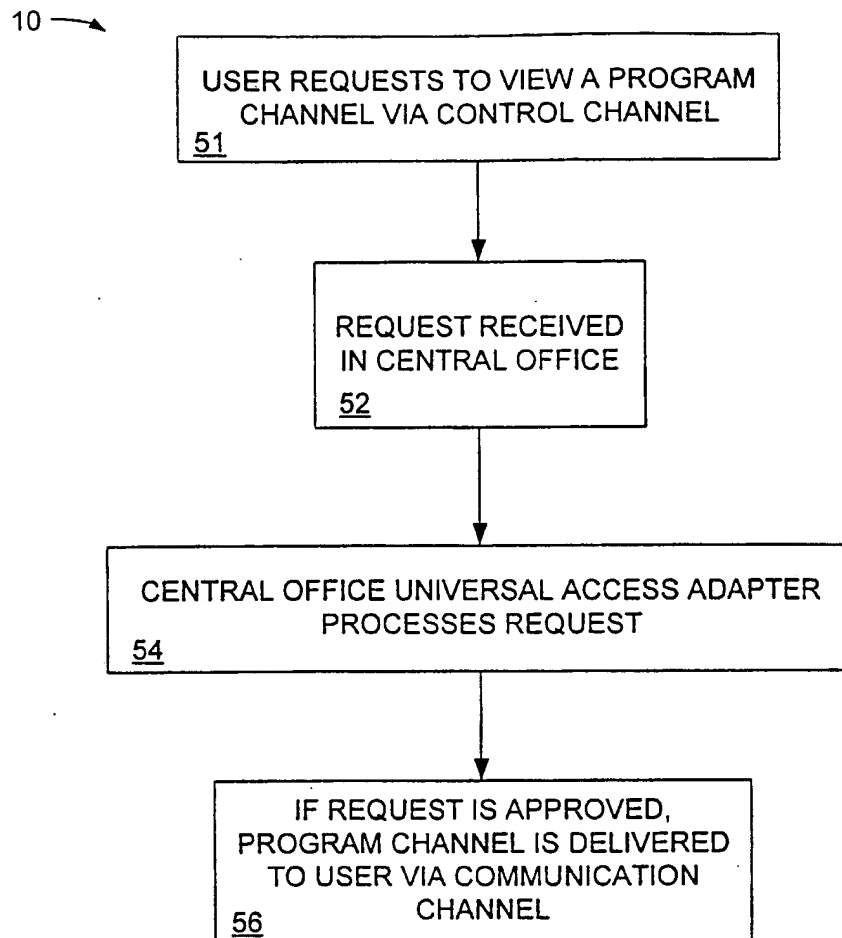 10
USER REQUESTS TO VIEW A PROGRAM
CHANNEL VIA CONTROL CHANNEL
51
REQUEST RECEIVED
IN CENTRAL OFFICE
52
CENTRAL OFFICE UNIVERSAL ACCESS ADAPTER
PROCESSES REQUEST
54
IF REQUEST IS APPROVED,
PROGRAM CHANNEL IS DELIVERED
TO USER VIA COMMUNICATION
CHANNEL
56